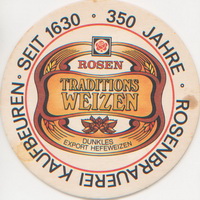 SEIT 1630 · 350 JAHRE · ROSENBRAUEREI KAUFBEUREN ·
ROSEN
TRADITIONS
WEIZEN
DUNKLES
EXPORT HEFEWEIZEN